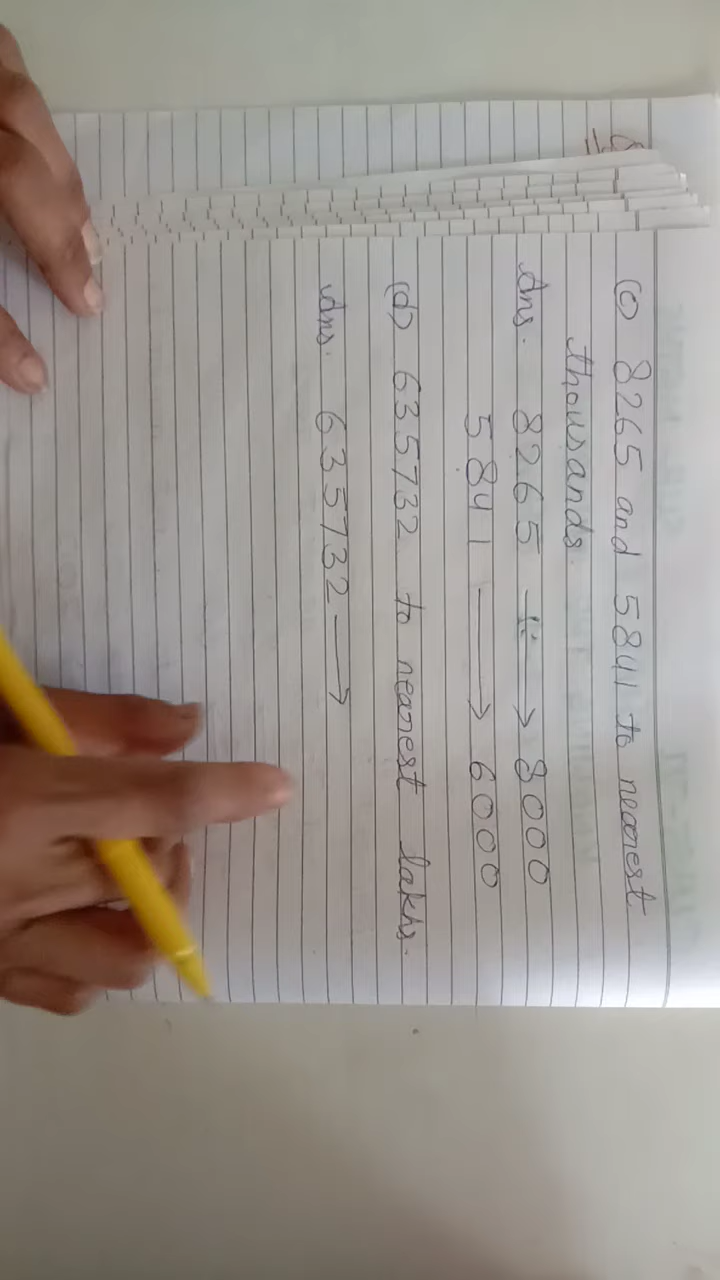 (c) 8265 and 5841 to nearest
thousands.
Ans. 8265 → 8000
5841 → 6000
(d) 635732 to nearest lakhs.
Ans. 635732 →